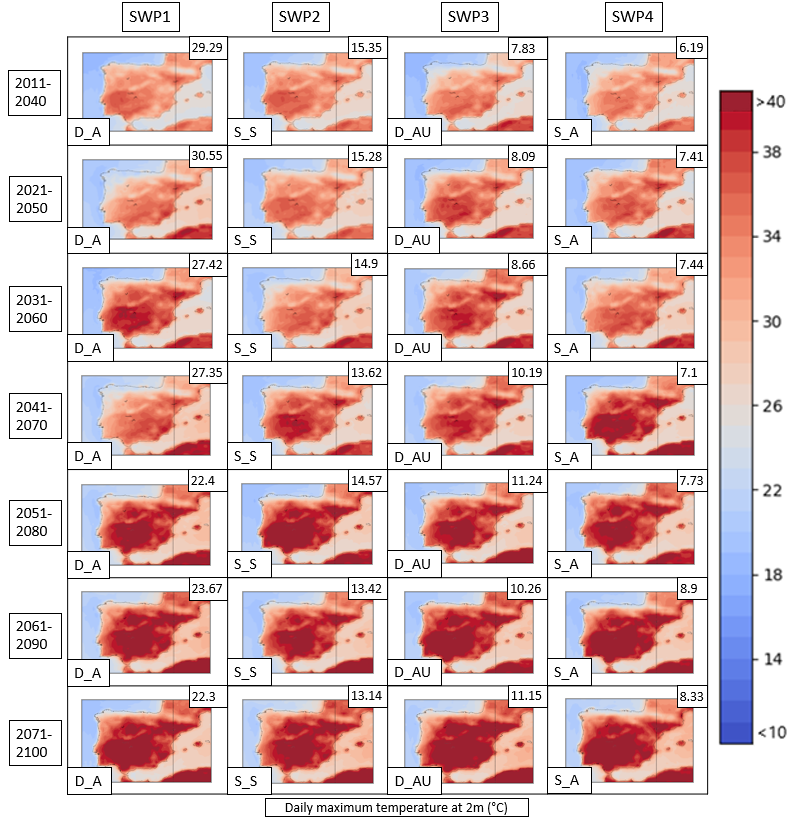 SWP1 SWP2 SWP3 SWP4
29.29 15.35 7.83 6.19
2011-
2040
D_A S_S D_AU S_A
30.55 15.28 8.09 7.41
2021-
2050
D_A S_S D_AU S_A
27.42 14.9 8.66 7.44
2031-
2060
D_A S_S D_AU S_A
27.35 13.62 10.19 7.1
2041-
2070
D_A S_S D_AU S_A
22.4 14.57 11.24 7.73
2051-
2080
D_A S_S D_AU S_A
23.67 13.42 10.26 8.9
2061-
2090
D_A S_S D_AU S_A
22.3 13.14 11.15 8.33
2071-
2100
D_A S_S D_AU S_A
>40
38
34
30
26
22
18
14
<10
Daily maximum temperature at 2m (°C)